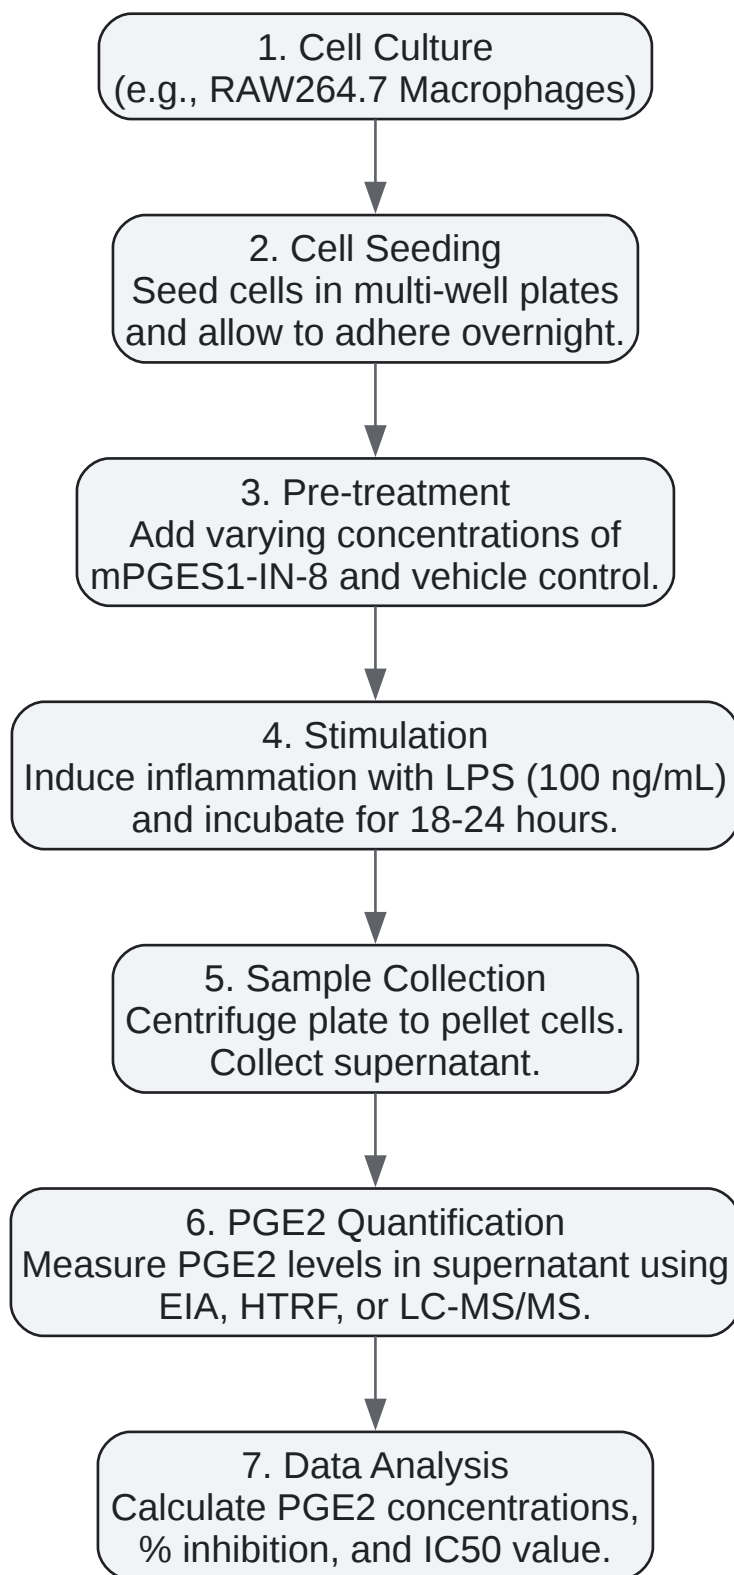 1. Cell Culture
(e.g., RAW264.7 Macrophages)
2. Cell Seeding
Seed cells in multi-well plates
and allow to adhere overnight.
3. Pre-treatment
Add varying concentrations of
mPGES1-IN-8 and vehicle control.
4. Stimulation
Induce inflammation with LPS (100 ng/mL)
and incubate for 18-24 hours.
5. Sample Collection
Centrifuge plate to pellet cells.
Collect supernatant.
6. PGE2 Quantification
Measure PGE2 levels in supernatant using
EIA, HTRF, or LC-MS/MS.
7. Data Analysis
Calculate PGE2 concentrations,
% inhibition, and IC50 value.